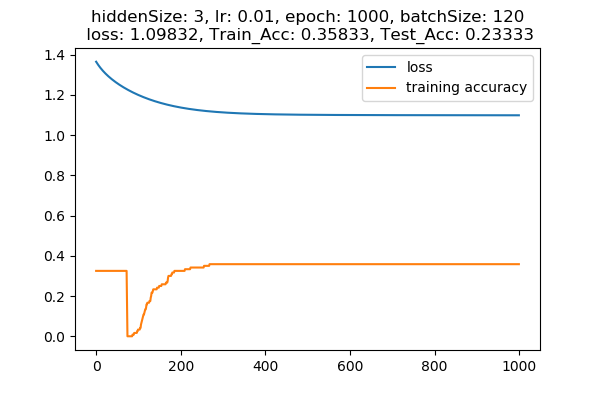 hiddenSize: 3, lr: 0.01, epoch: 1000, batchSize: 120
loss: 1.09832, Train_Acc: 0.35833, Test_Acc: 0.23333
1.4
1.2
1.0
0.8
0.6
0.4
0.2
0.0
loss
training accuracy
0 200 400 600 800 1000